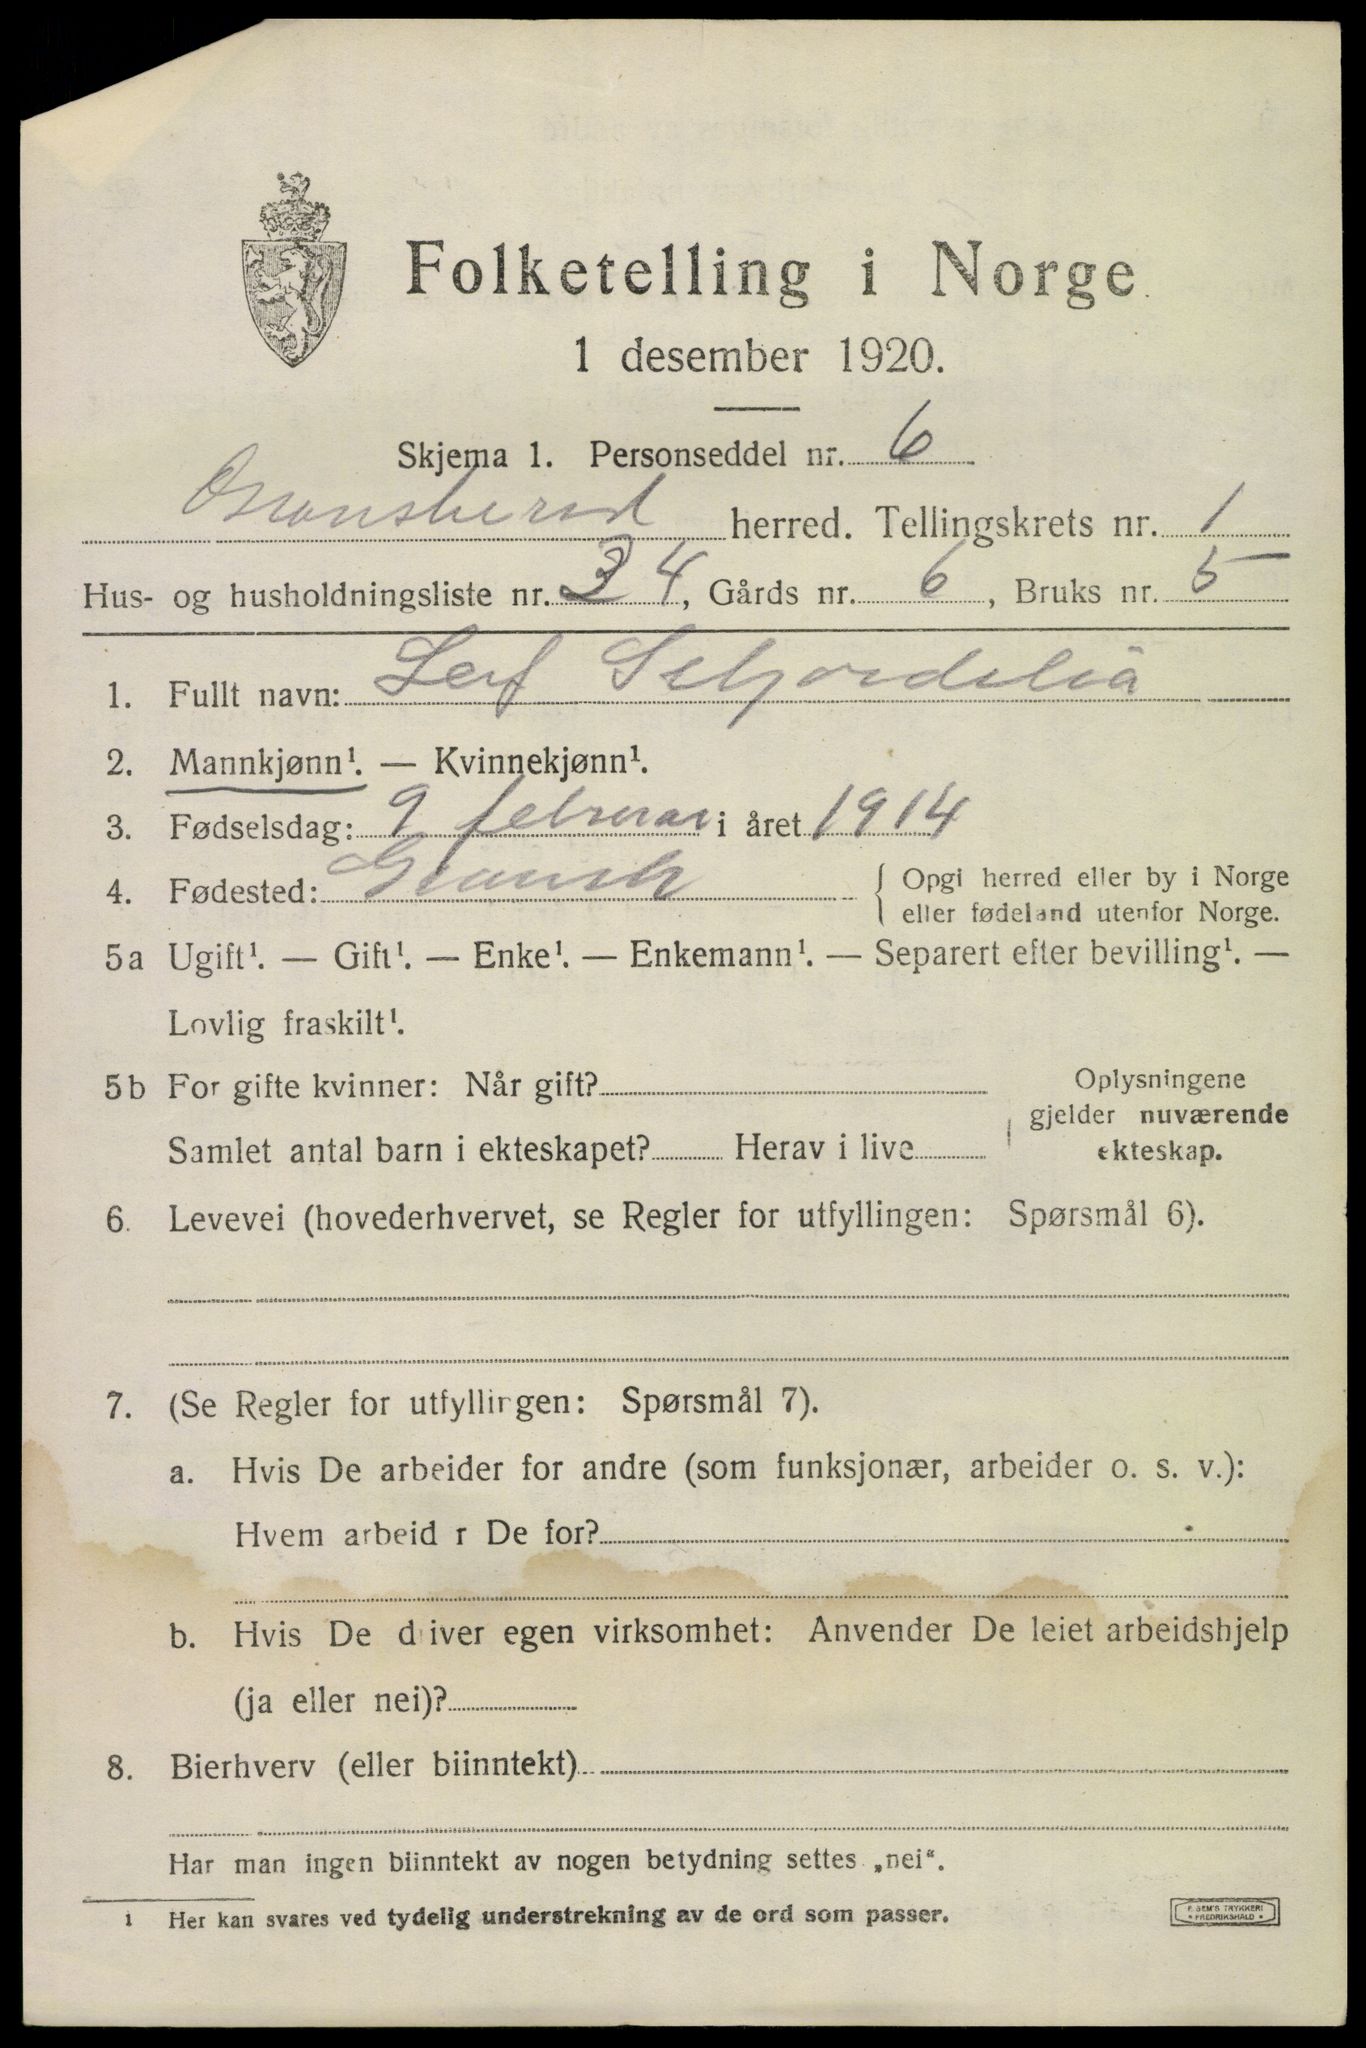 Folketelling i Norge
1 desember 1920.
Skjema 1. Personseddel nr. 6
herred. Tellingskrets nr. 1
Hus- og husholdningsliste nr. 34, Gårds nr. 6, Bruks nr. 5
1. Fullt navn: Leif
2. Mannkjønn¹. — Kvinnekjønn¹.
3. Fødselsdag: 9 februar i året 1914
4. Fødested: Gransh
Opgi herred eller by i Norge
eller fødeland utenfor Norge.
5a Ugift¹. — Gift¹. — Enke¹. — Enkemann¹. — Separert efter bevilling¹. —
Lovlig fraskilt¹.
5b For gifte kvinner: Når gift?
Samlet antal barn i ekteskapet? Herav i live
Oplysningene
gjelder nuværende
ekteskap.
6. Levevei (hovederhvervet, se Regler for utfyllingen: Spørsmål 6).
7. (Se Regler for utfyllingen: Spørsmål 7).
a. Hvis De arbeider for andre (som funksjonær, arbeider o. s. v.):
Hvem arbeid r De for?
b. Hvis De driver egen virksomhet: Anvender De leiet arbeidshjelp
(ja eller nei)?
8. Bierhverv (eller biinntekt)
Har man ingen biinntekt av nogen betydning settes „nei“.
1 Her kan svares ved tydelig understrekning av de ord som passer.
P. SEM'S TRYKKERI
• FREDRIKSHALD •